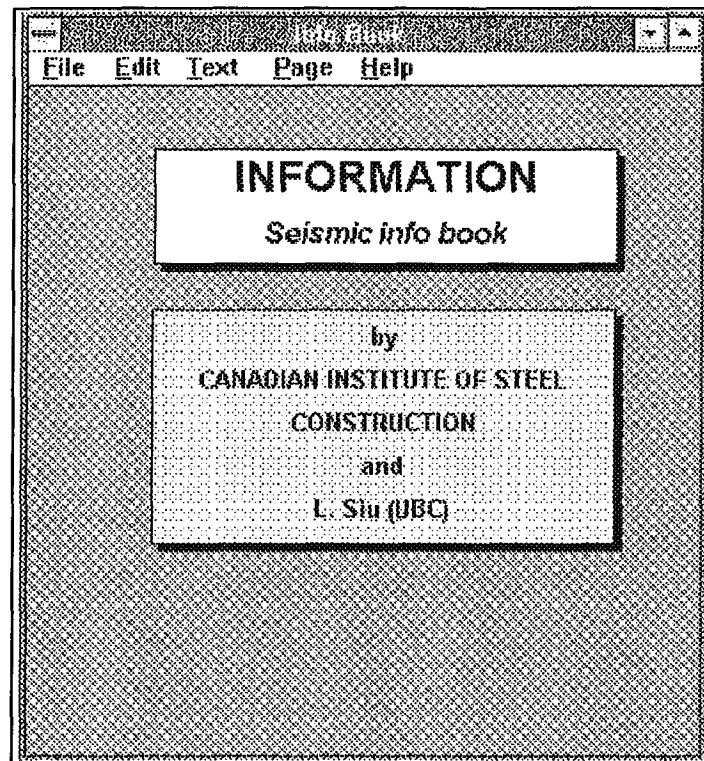 File Edit Text Page Help
INFORMATION
Seismic info book
by
CANADIAN INSTITUTE OF STEEL
CONSTRUCTION
and
L. Siu (UBC)